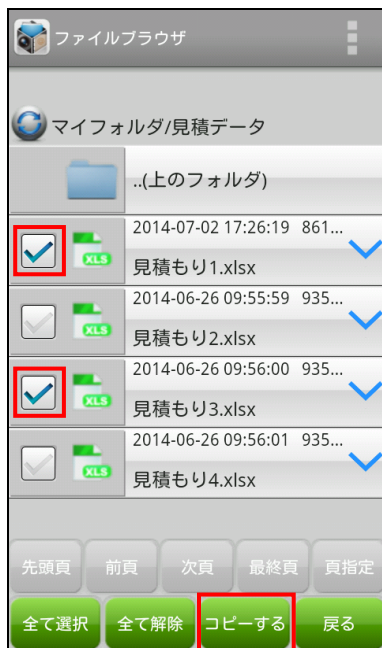 ファイルブラウザ
マイフォルダ/見積データ
..(上のフォルダ)
2014-07-02 17:26:19 861...
XLS
見積もり1.xlsx
2014-06-26 09:55:59 935...
XLS
見積もり2.xlsx
2014-06-26 09:56:00 935...
XLS
見積もり3.xlsx
2014-06-26 09:56:01 935...
XLS
見積もり4.xlsx
先頭頁 前頁 次頁 最終頁 頁指定
全て選択 全て解除 コピーする 戻る